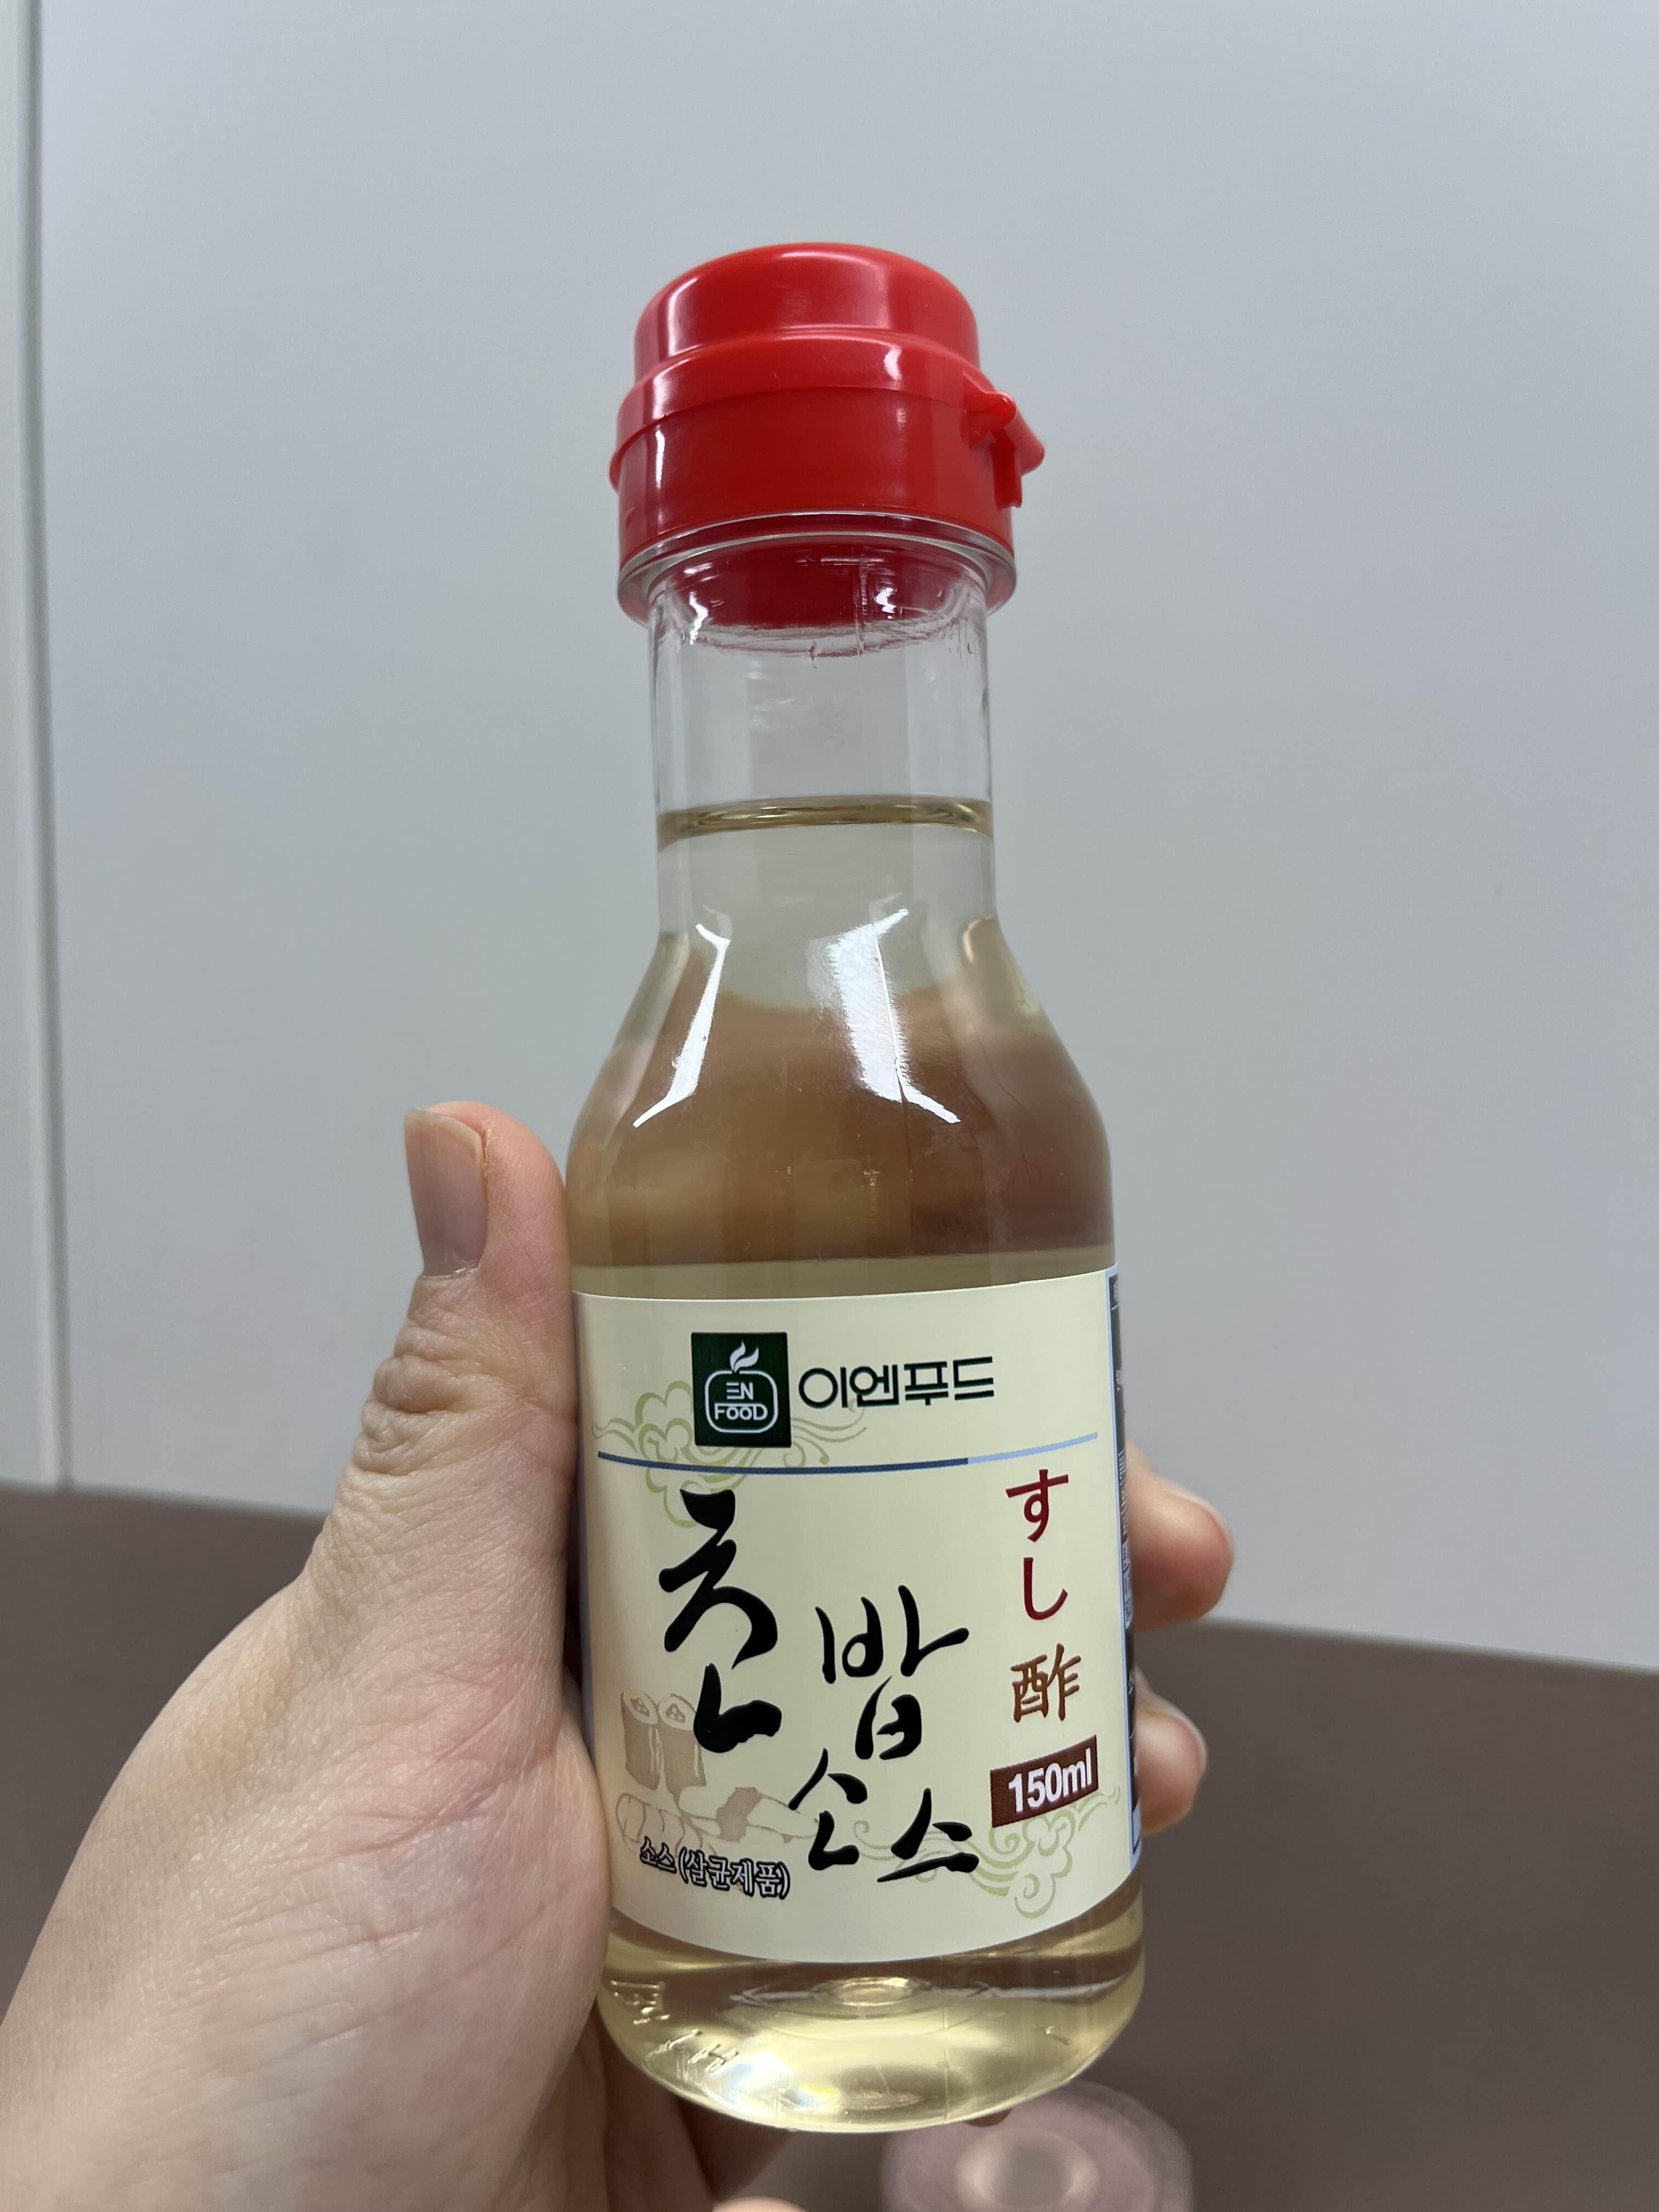 EN
FOOD
이엔푸드
초밥
소스
すし酢
150ml
소스 (살균제품)